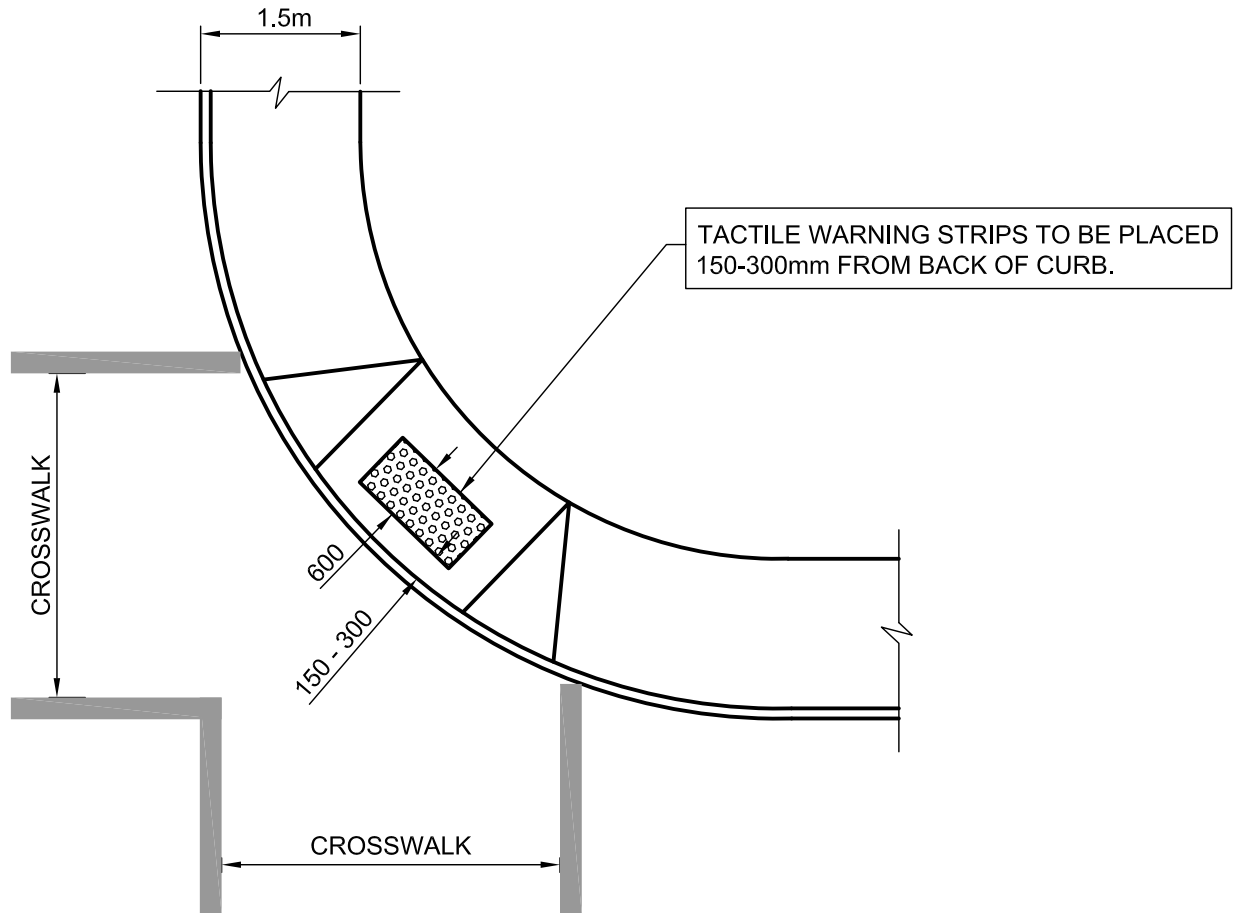 1.5m
TACTILE WARNING STRIPS TO BE PLACED
150-300mm FROM BACK OF CURB.
CROSSWALK
600
150 - 300
CROSSWALK